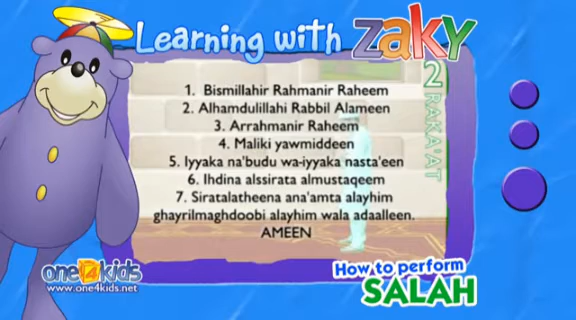 Learning with zaky
1. Bismillahir Rahmanir Raheem
2. Alhamdulillahi Rabbil Alameen
3. Arrahmanir Raheem
4. Maliki yawmiddeen
5. Iyyaka na'budu wa-iyyaka nasta'een
6. Ihdina alssirata almustaqeem
7. Siratalatheena ana'amta alayhim
ghayrilmaghdoobi alayhim wala adaalleen.
AMEEN
2 RAKA'AT
one4kids
www.one4kids.net
How to perform
SALAH